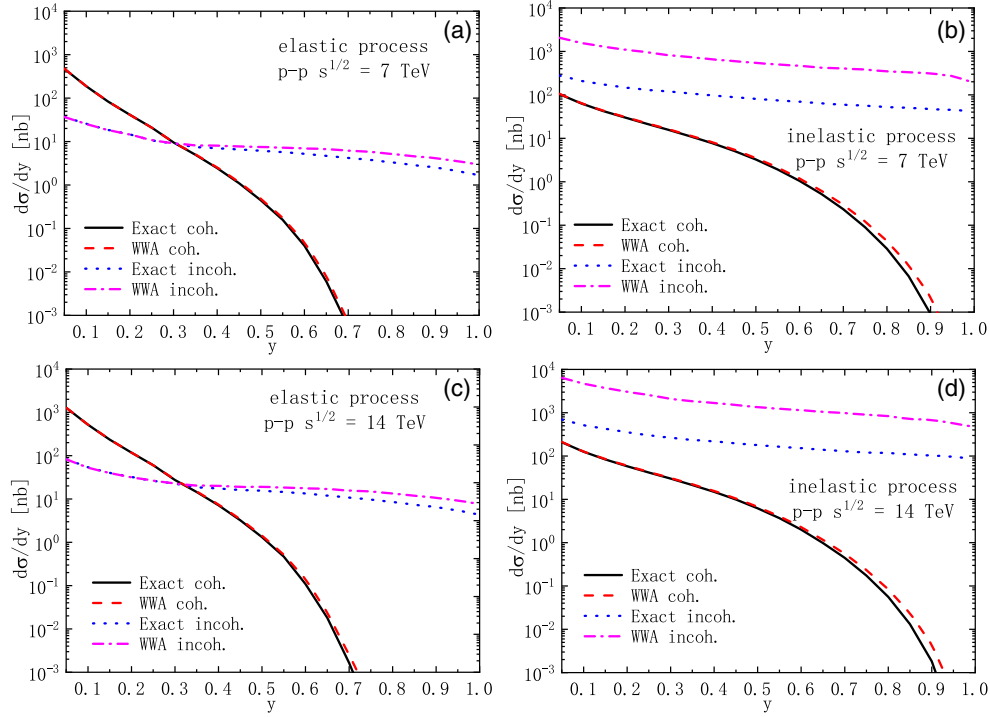 (a)
elastic process
p-p s^{1/2} = 7 TeV
dσ/dy [nb]
10^4
10^3
10^2
10^1
10^0
10^{-1}
10^{-2}
10^{-3}
Exact coh.
WWA coh.
Exact incoh.
WWA incoh.
0.1 0.2 0.3 0.4 0.5 0.6 0.7 0.8 0.9 1.0
y
(b)
inelastic process
p-p s^{1/2} = 7 TeV
dσ/dy [nb]
10^4
10^3
10^2
10^1
10^0
10^{-1}
10^{-2}
10^{-3}
Exact coh.
WWA coh.
Exact incoh.
WWA incoh.
0.1 0.2 0.3 0.4 0.5 0.6 0.7 0.8 0.9 1.0
y
(c)
elastic process
p-p s^{1/2} = 14 TeV
dσ/dy [nb]
10^4
10^3
10^2
10^1
10^0
10^{-1}
10^{-2}
10^{-3}
Exact coh.
WWA coh.
Exact incoh.
WWA incoh.
0.1 0.2 0.3 0.4 0.5 0.6 0.7 0.8 0.9 1.0
y
(d)
inelastic process
p-p s^{1/2} = 14 TeV
dσ/dy [nb]
10^4
10^3
10^2
10^1
10^0
10^{-1}
10^{-2}
10^{-3}
Exact coh.
WWA coh.
Exact incoh.
WWA incoh.
0.1 0.2 0.3 0.4 0.5 0.6 0.7 0.8 0.9 1.0
y